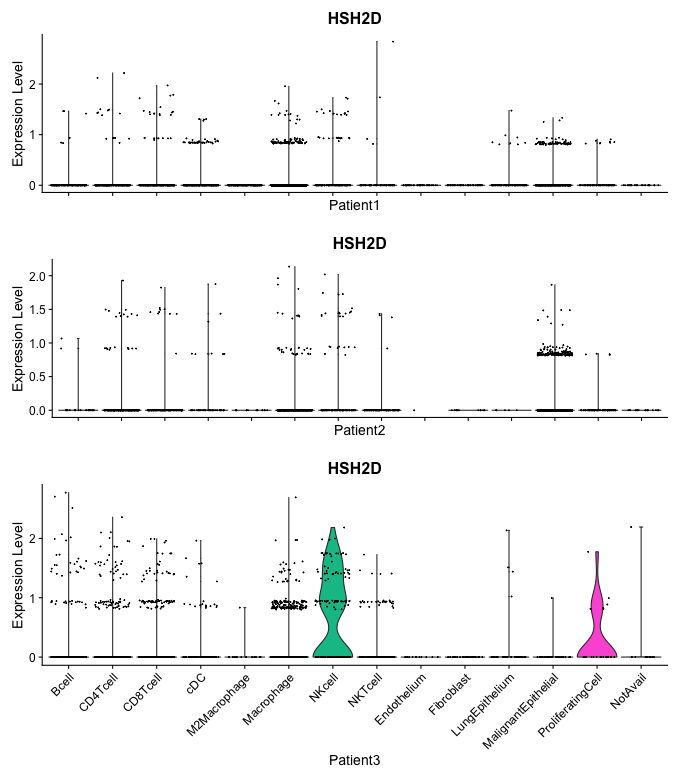 HSH2D
Expression Level
2
1
0
Patient1
HSH2D
Expression Level
2.0
1.5
1.0
0.5
0.0
Patient2
HSH2D
Expression Level
2
1
0
Bcell
CD4Tcell
CD8Tcell
cDC
M2Macrophage
Macrophage
NKcell
NKTcell
Endothelium
Fibroblast
LungEpithelium
MalignantEpithelial
ProliferatingCell
NotAvail
Patient3